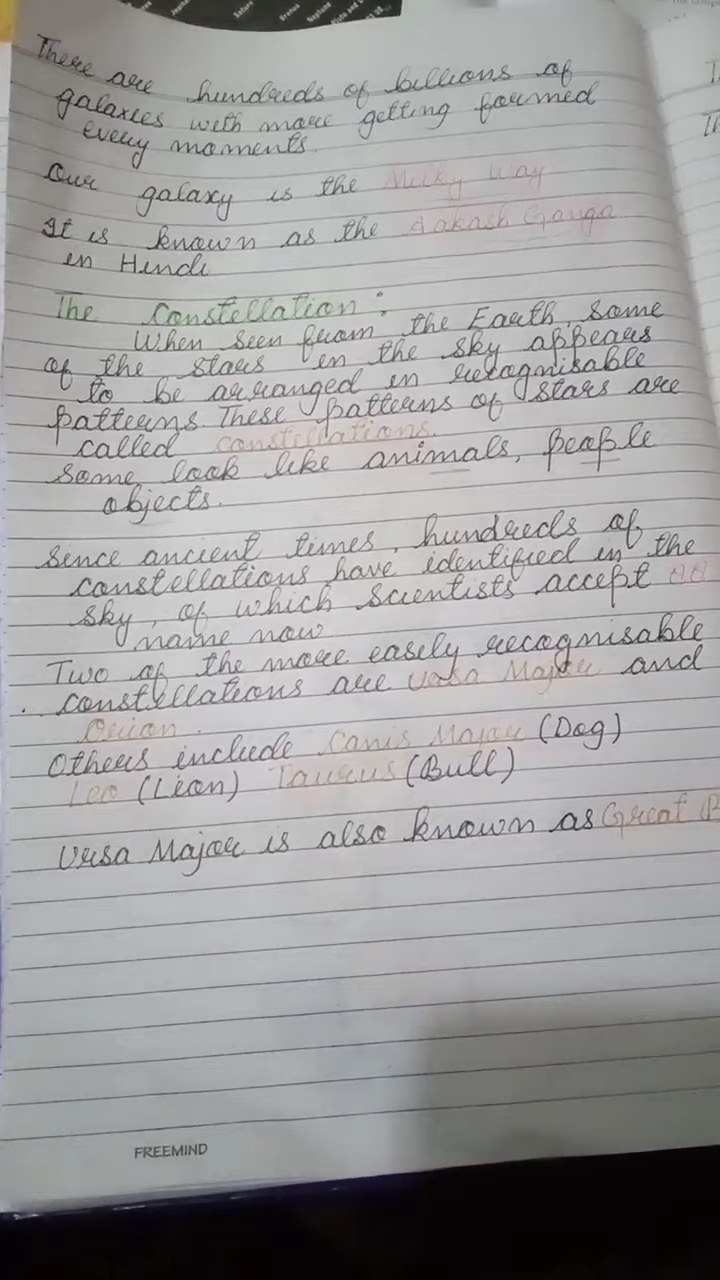 There are hundreds of billions of
galaxies with more getting formed
every moments.
Our galaxy is the Milky Way
It is known as the Aakash Ganga
in Hindi
The Constellation :
When seen from the Earth, some
of the stars in the sky appears
to be arranged in recognisable
patterns. These patterns of stars are
called constellations.
Some look like animals, people
objects.
Since ancient times, hundreds of
constellations have identified in the
sky, of which scientists accept 88
name now
Two of the more easily recognisable
constellations are Ursa Major and
Orion.
Others include Canis Major (Dog)
Leo (Lion) Taurus (Bull)
Ursa Major is also known as Great
FREEMIND